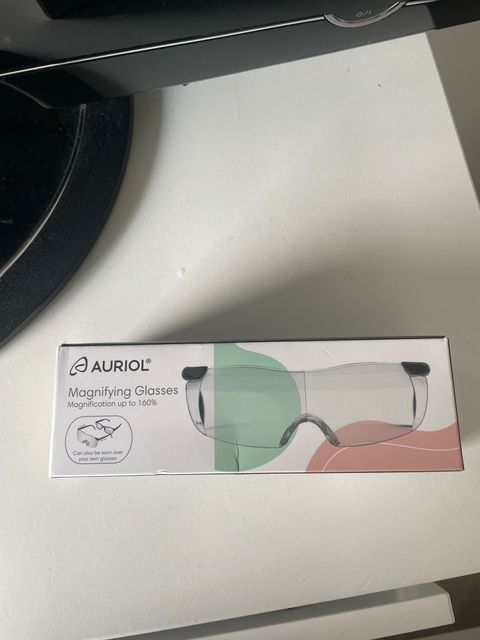 AURIOL®
Magnifying Glasses
Magnification up to 160%
Can also be worn over
your own glasses